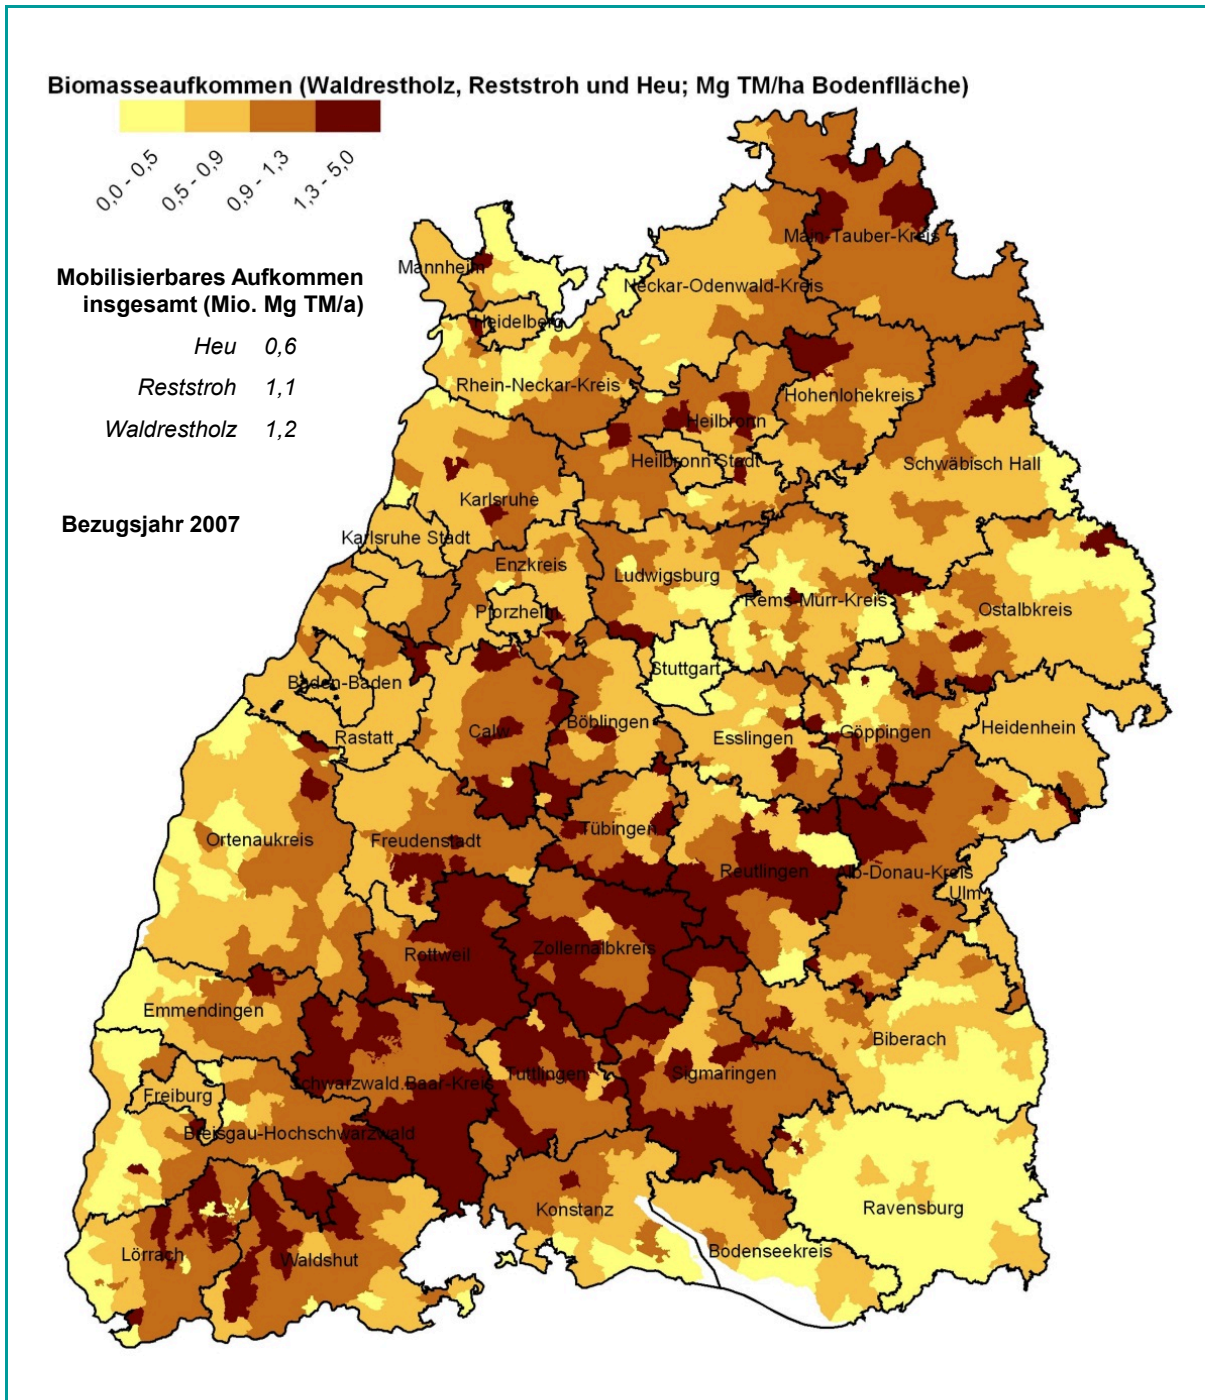 Biomasseaufkommen (Waldrestholz, Reststroh und Heu; Mg TM/ha Bodenflläche)
0,0 - 0,5
0,5 - 0,9
0,9 - 1,3
1,3 - 5,0
Mobilisierbares Aufkommen
insgesamt (Mio. Mg TM/a)
Heu 0,6
Reststroh 1,1
Waldrestholz 1,2
Bezugsjahr 2007
Main-Tauber-Kreis
Mannheim
Neckar-Odenwald-Kreis
Heidelberg
Rhein-Neckar-Kreis
Hohenlohekreis
Heilbronn
Heilbronn Stadt
Schwäbisch Hall
Karlsruhe
Karlsruhe Stadt
Enzkreis
Ludwigsburg
Rems-Murr-Kreis
Ostalbkreis
Pforzheim
Stuttgart
Baden-Baden
Rastatt
Calw
Böblingen
Esslingen
Göppingen
Heidenhein
Ortenaukreis
Freudenstadt
Tübingen
Reutlingen
Alb-Donau-Kreis
Ulm
Rottweil
Zollernalbkreis
Emmendingen
Biberach
Schwarzwald.Baar-Kreis
Tuttlingen
Sigmaringen
Freiburg
Breisgau-Hochschwarzwald
Konstanz
Ravensburg
Bodenseekreis
Lörrach
Waldshut